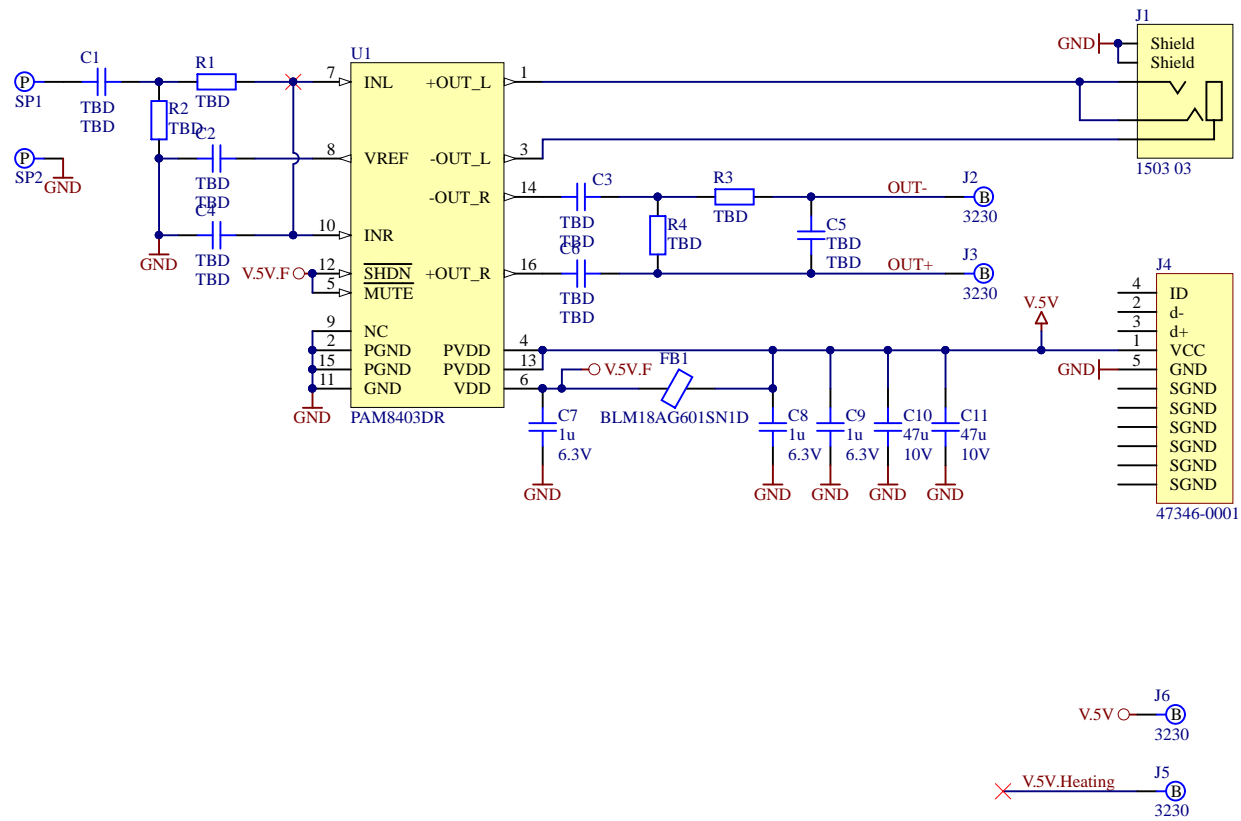 C1
TBD
TBD
P
SP1
P
SP2
GND
R1
TBD
R2
TBD
C2
TBD
TBD
C4
TBD
TBD
GND
V.5V.F
U1
7
INL
8
VREF
10
INR
12
SHDN
5
MUTE
9
NC
2
PGND
15
PGND
11
GND
GND
+OUT_L
1
-OUT_L
3
-OUT_R
14
+OUT_R
16
PVDD
4
PVDD
13
VDD
6
PAM8403DR
C3
TBD
TBD
C6
TBD
TBD
R4
TBD
R3
TBD
C5
TBD
TBD
OUT-
OUT+
J2
B
3230
J3
B
3230
J1
GND
Shield
Shield
1503 03
V.5V.F
FB1
BLM18AG601SN1D
C7
1u
6.3V
GND
C8
1u
6.3V
GND
C9
1u
6.3V
GND
C10
47u
10V
GND
C11
47u
10V
GND
V.5V
GND
J4
4
ID
2
d-
3
d+
1
VCC
5
GND
SGND
SGND
SGND
SGND
SGND
SGND
47346-0001
J6
V.5V
B
3230
J5
V.5V.Heating
B
3230